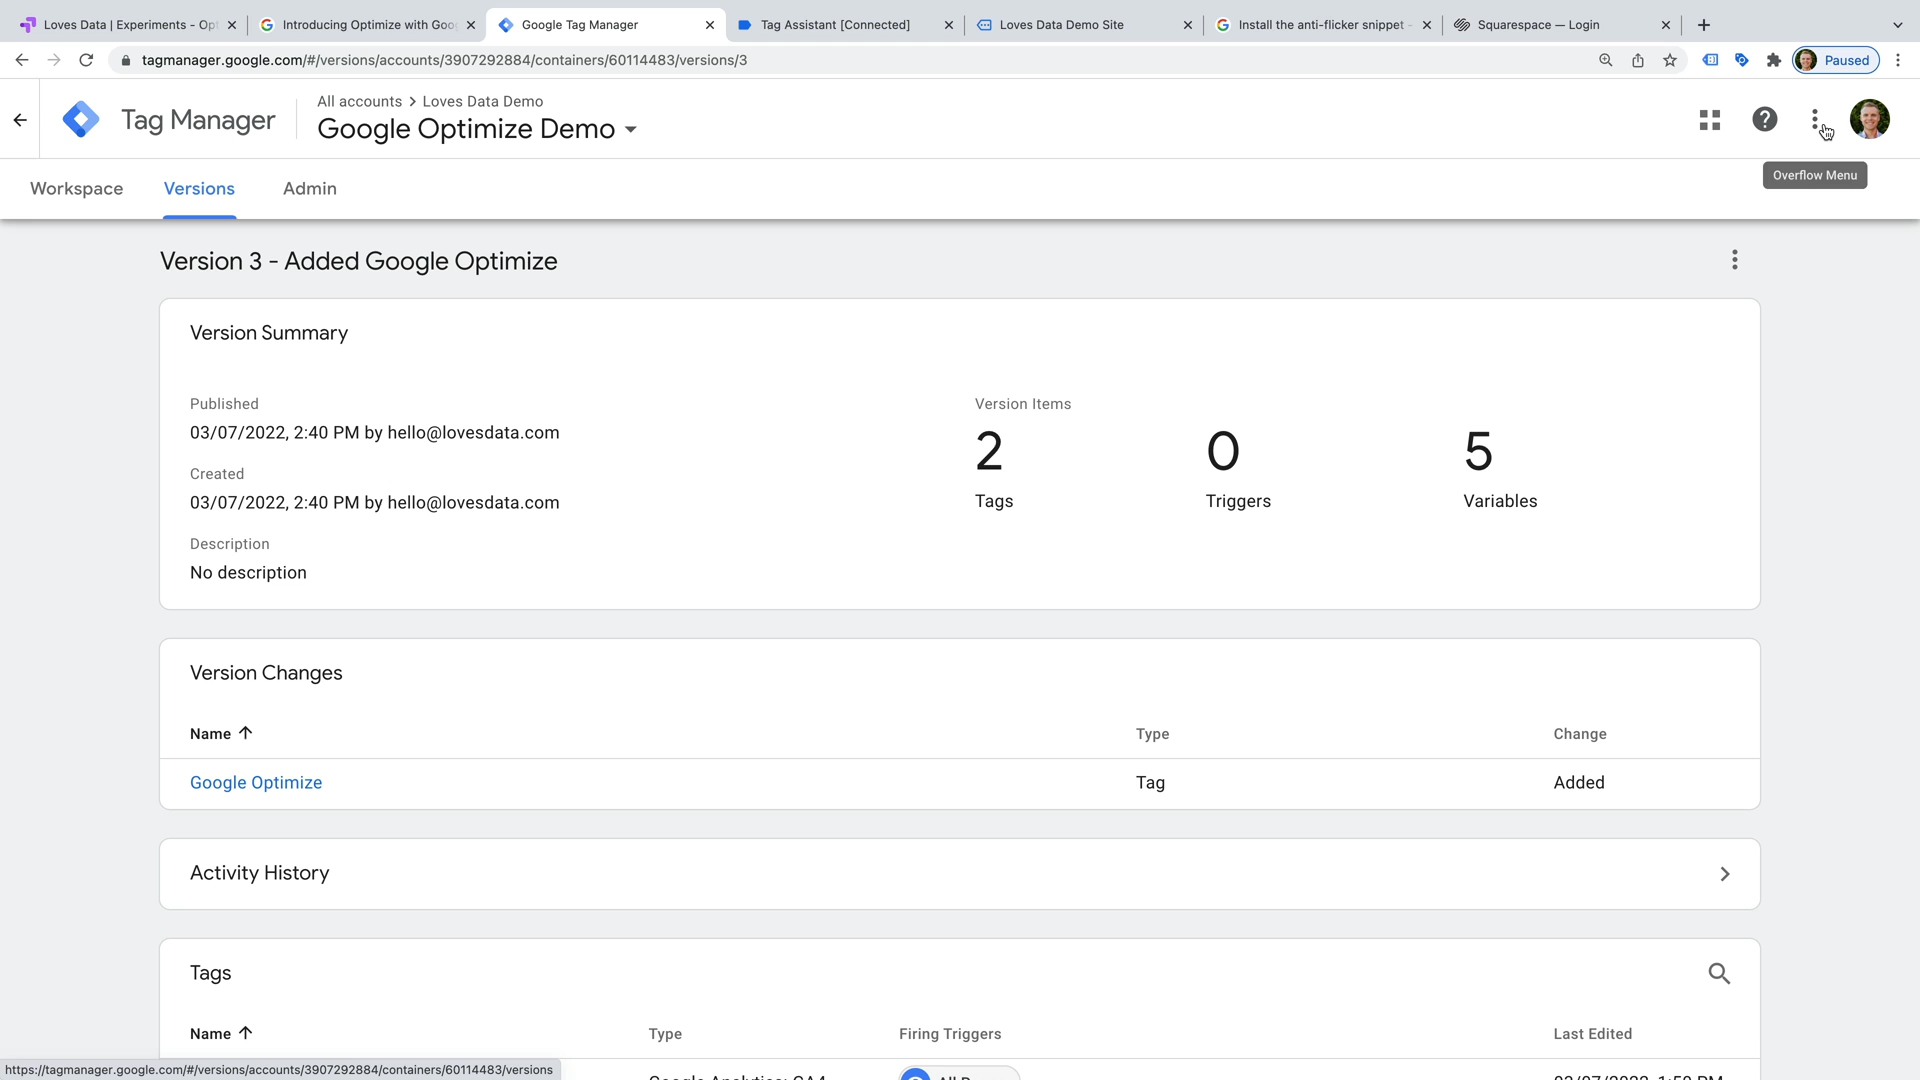 Loves Data | Experiments - Opt
Introducing Optimize with Goog
Google Tag Manager
Tag Assistant [Connected]
Loves Data Demo Site
Install the anti-flicker snippet -
Squarespace — Login
tagmanager.google.com/#/versions/accounts/3907292884/containers/60114483/versions/3
Paused
Tag Manager
All accounts > Loves Data Demo
Google Optimize Demo
Workspace
Versions
Admin
Overflow Menu
Version 3 - Added Google Optimize
Version Summary
Published
03/07/2022, 2:40 PM by hello@lovesdata.com
Created
03/07/2022, 2:40 PM by hello@lovesdata.com
Description
No description
Version Items
2 0 5
Tags Triggers Variables
Version Changes
Name Type Change
Google Optimize Tag Added
Activity History
Tags
Name Type Firing Triggers Last Edited
https://tagmanager.google.com/#/versions/accounts/3907292884/containers/60114483/versions